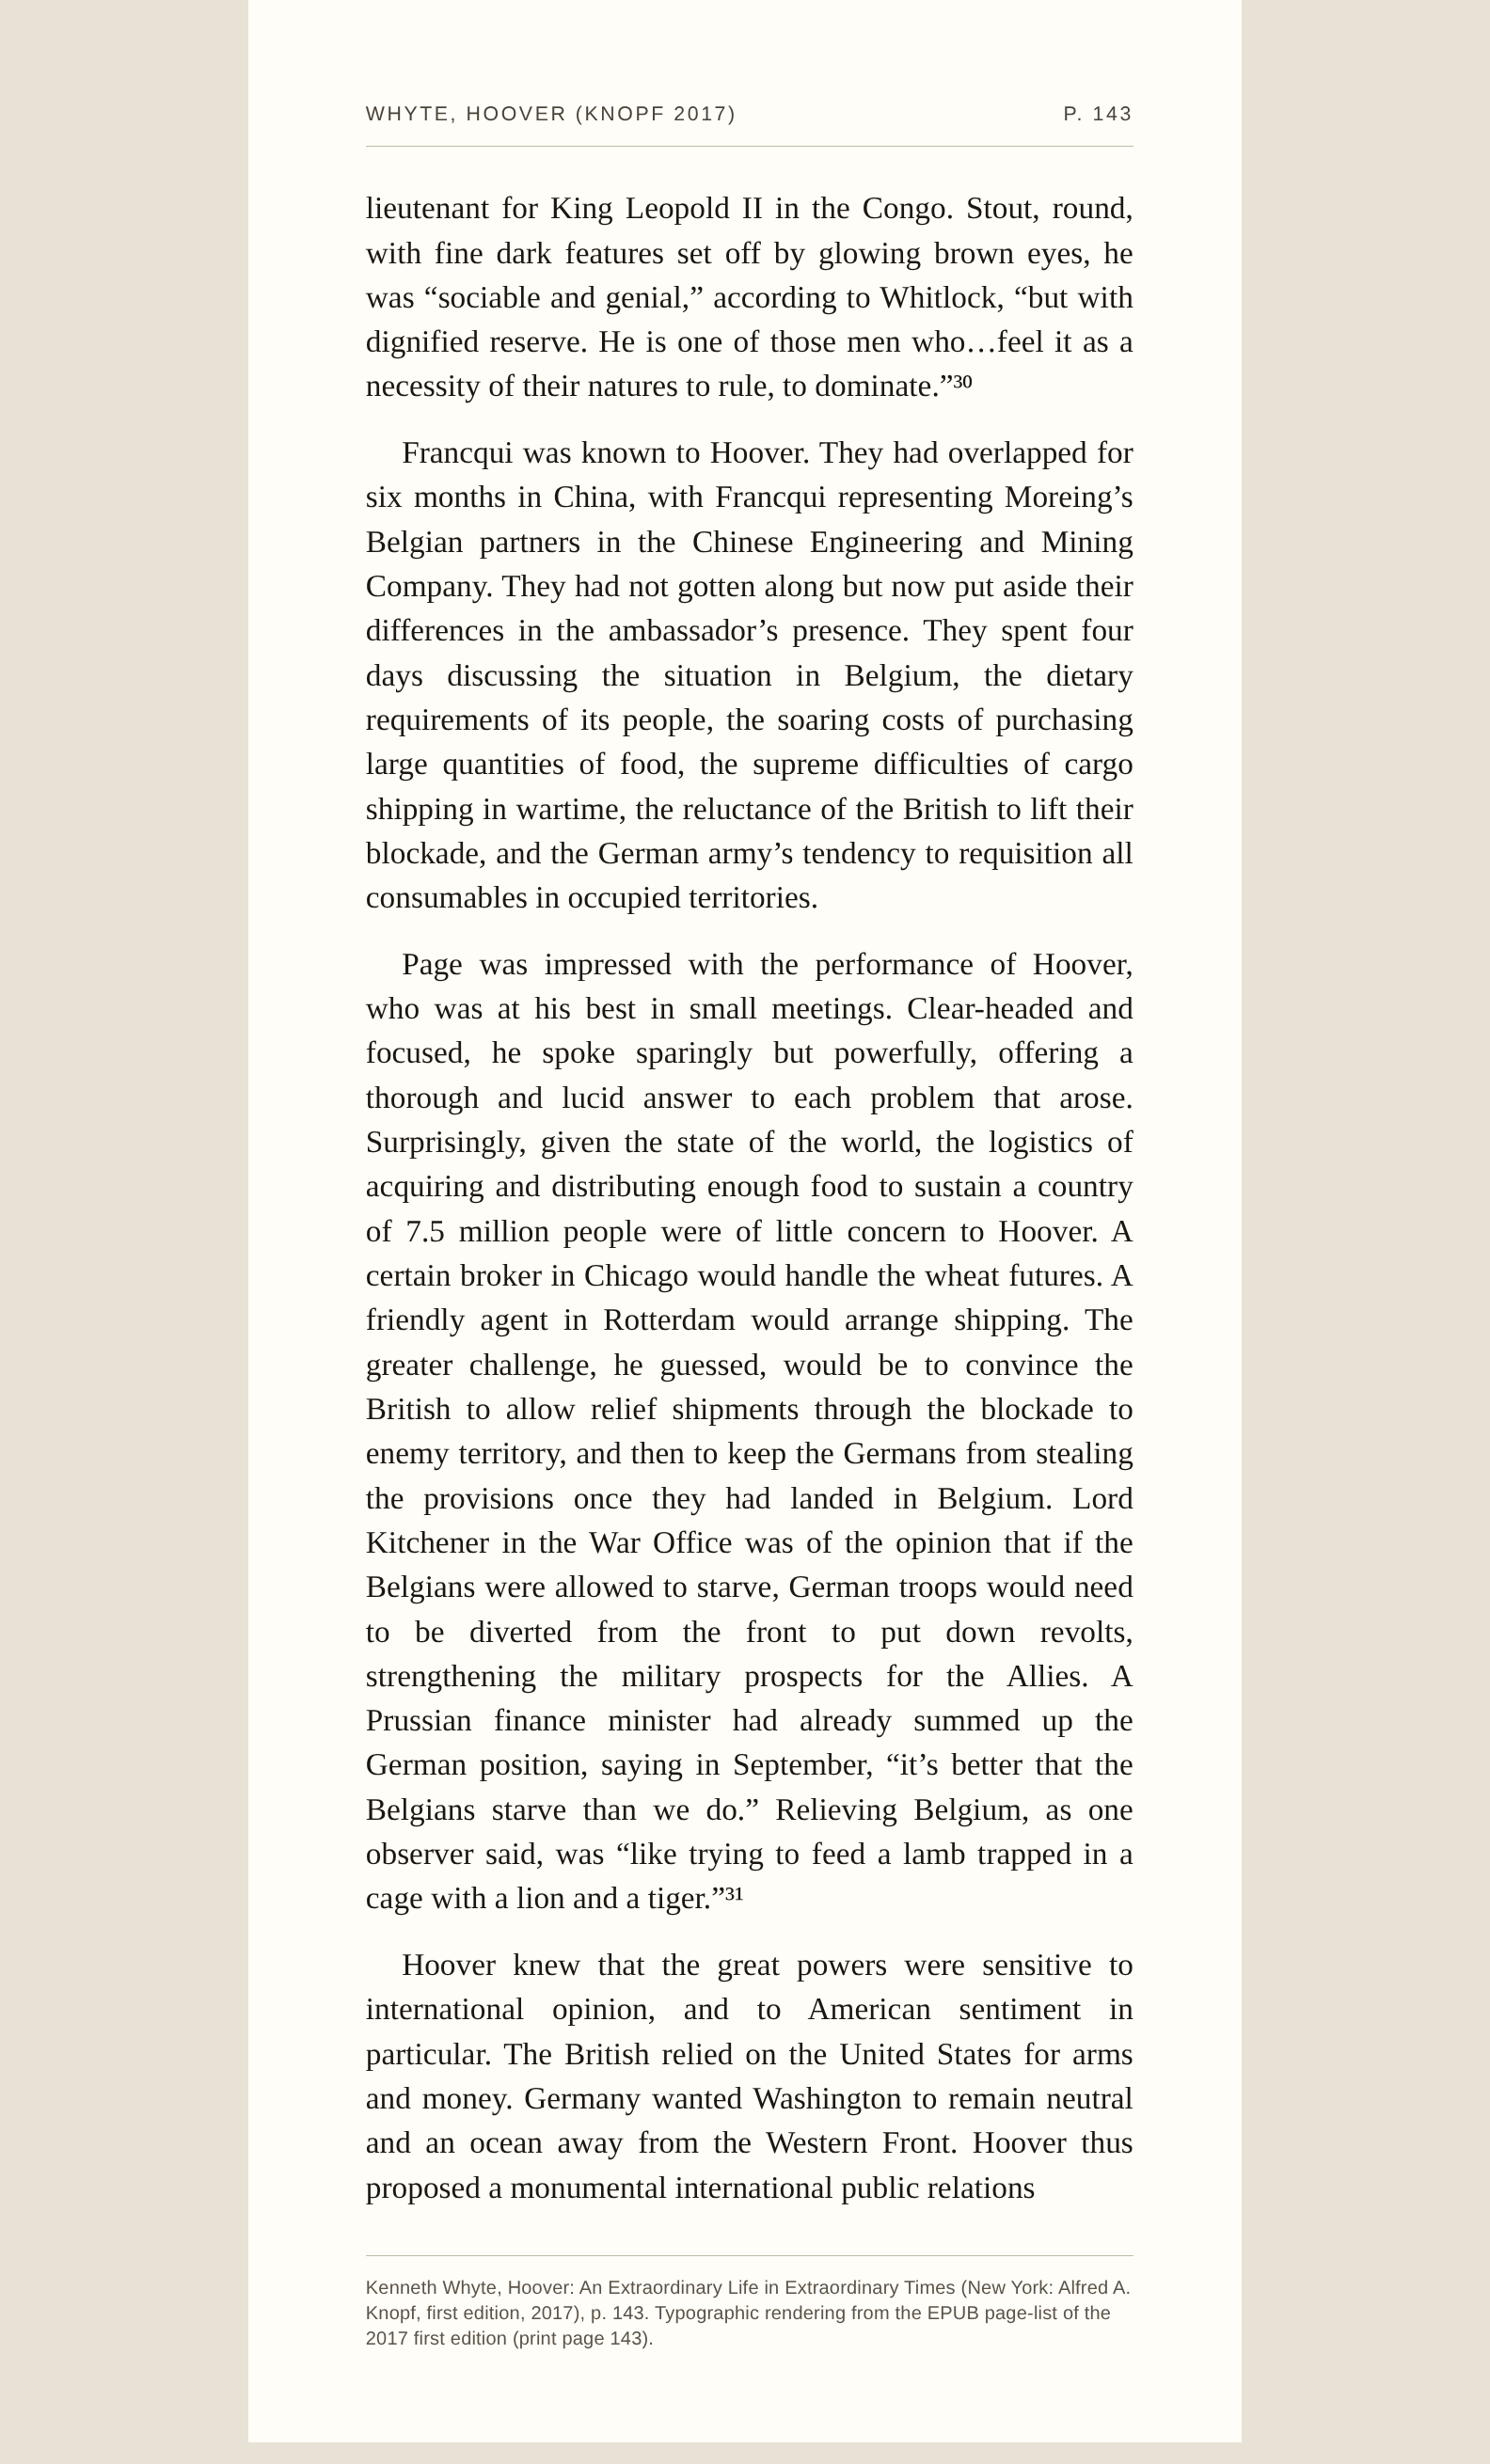 WHYTE, HOOVER (KNOPF 2017) P. 143
lieutenant for King Leopold II in the Congo. Stout, round,
with fine dark features set off by glowing brown eyes, he
was “sociable and genial,” according to Whitlock, “but with
dignified reserve. He is one of those men who…feel it as a
necessity of their natures to rule, to dominate.”³⁰
Francqui was known to Hoover. They had overlapped for
six months in China, with Francqui representing Moreing’s
Belgian partners in the Chinese Engineering and Mining
Company. They had not gotten along but now put aside their
differences in the ambassador’s presence. They spent four
days discussing the situation in Belgium, the dietary
requirements of its people, the soaring costs of purchasing
large quantities of food, the supreme difficulties of cargo
shipping in wartime, the reluctance of the British to lift their
blockade, and the German army’s tendency to requisition all
consumables in occupied territories.
Page was impressed with the performance of Hoover,
who was at his best in small meetings. Clear-headed and
focused, he spoke sparingly but powerfully, offering a
thorough and lucid answer to each problem that arose.
Surprisingly, given the state of the world, the logistics of
acquiring and distributing enough food to sustain a country
of 7.5 million people were of little concern to Hoover. A
certain broker in Chicago would handle the wheat futures. A
friendly agent in Rotterdam would arrange shipping. The
greater challenge, he guessed, would be to convince the
British to allow relief shipments through the blockade to
enemy territory, and then to keep the Germans from stealing
the provisions once they had landed in Belgium. Lord
Kitchener in the War Office was of the opinion that if the
Belgians were allowed to starve, German troops would need
to be diverted from the front to put down revolts,
strengthening the military prospects for the Allies. A
Prussian finance minister had already summed up the
German position, saying in September, “it’s better that the
Belgians starve than we do.” Relieving Belgium, as one
observer said, was “like trying to feed a lamb trapped in a
cage with a lion and a tiger.”³¹
Hoover knew that the great powers were sensitive to
international opinion, and to American sentiment in
particular. The British relied on the United States for arms
and money. Germany wanted Washington to remain neutral
and an ocean away from the Western Front. Hoover thus
proposed a monumental international public relations
Kenneth Whyte, Hoover: An Extraordinary Life in Extraordinary Times (New York: Alfred A.
Knopf, first edition, 2017), p. 143. Typographic rendering from the EPUB page-list of the
2017 first edition (print page 143).